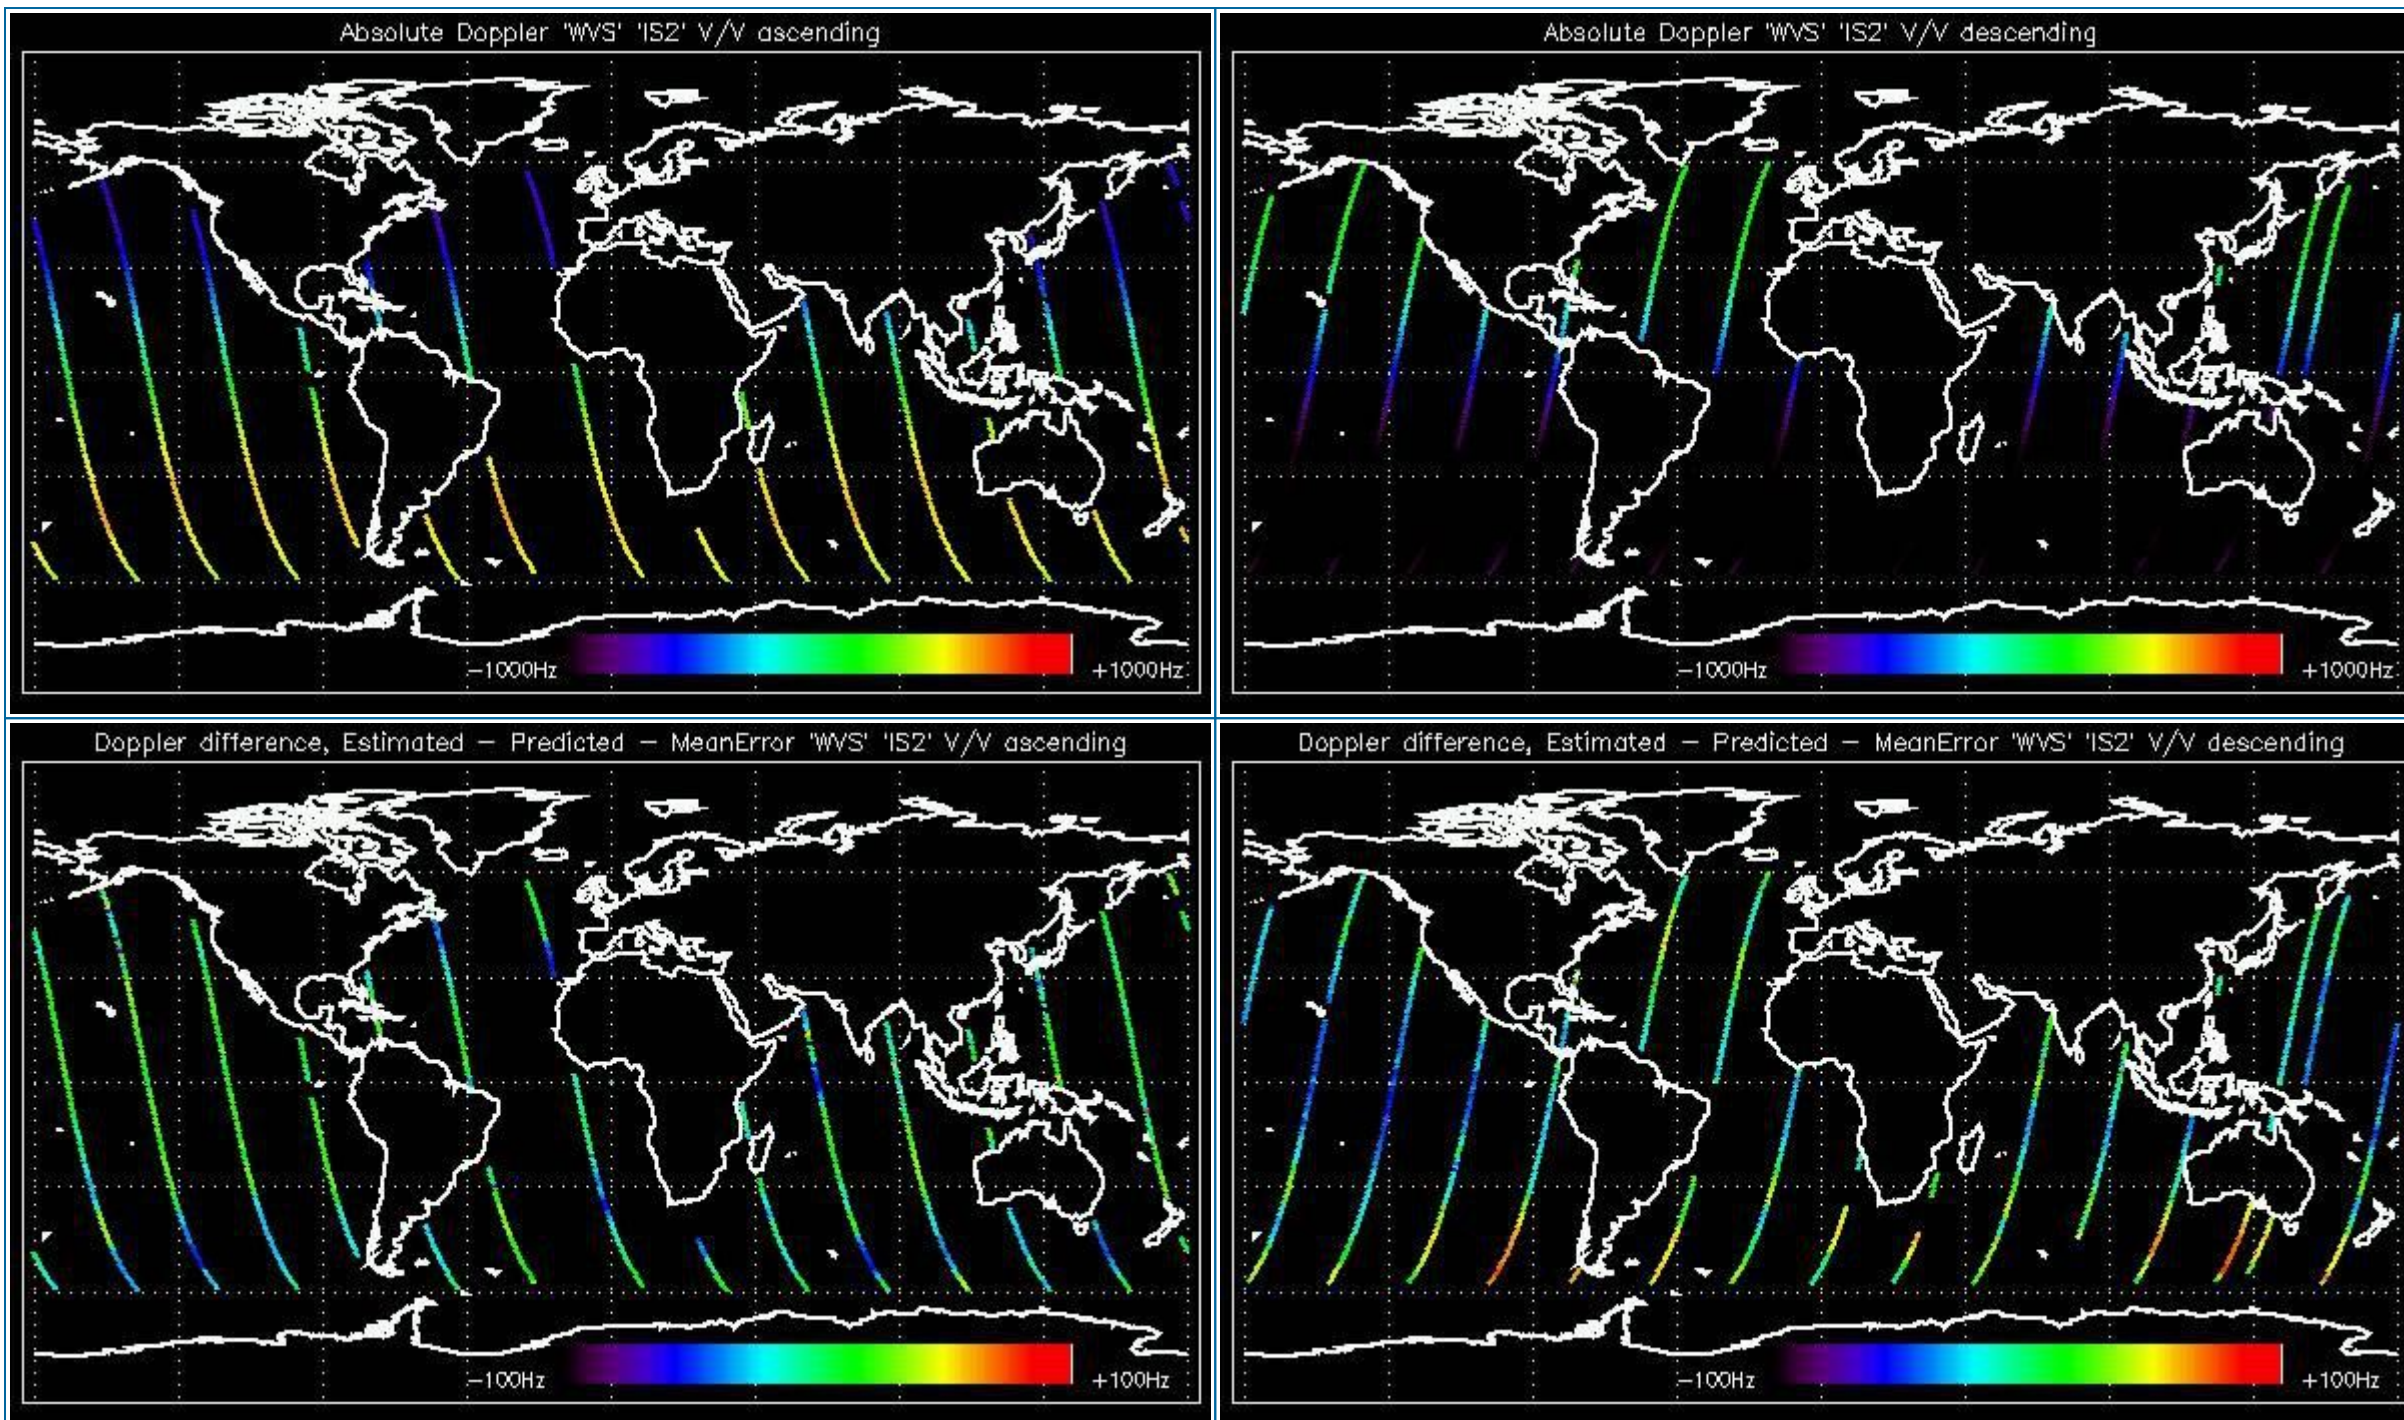 Absolute Doppler 'WVS' 'IS2' V/V ascending
-1000Hz
+1000Hz
Absolute Doppler 'WVS' 'IS2' V/V descending
-1000Hz
+1000Hz
Doppler difference, Estimated - Predicted - MeanError 'WVS' 'IS2' V/V ascending
-100Hz
+100Hz
Doppler difference, Estimated - Predicted - MeanError 'WVS' 'IS2' V/V descending
-100Hz
+100Hz